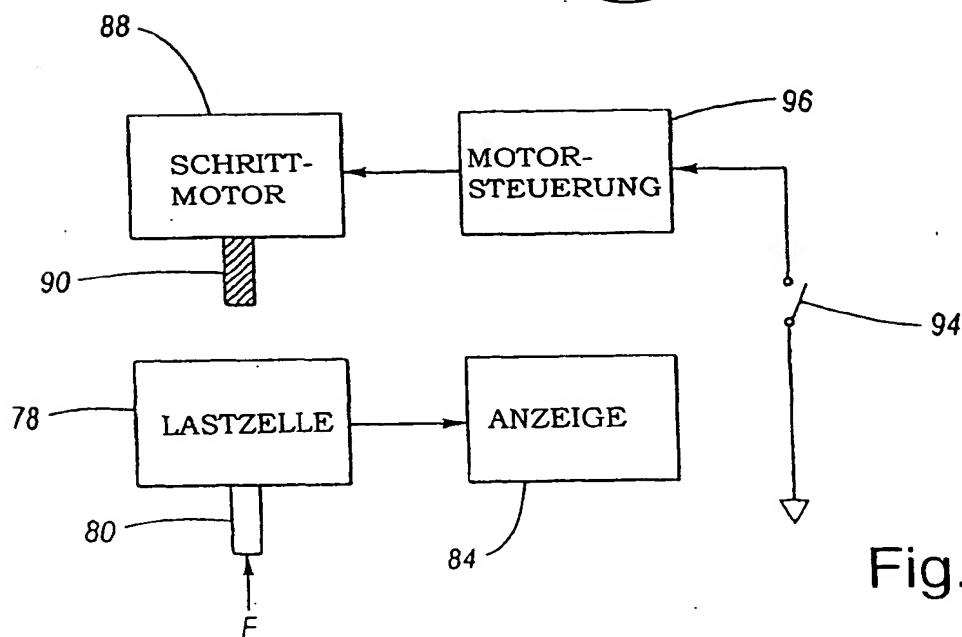 88
96
SCHRITT-
MOTOR
MOTOR-
STEUERUNG
90
94
78
LASTZELLE
ANZEIGE
80
84
F
Fig.